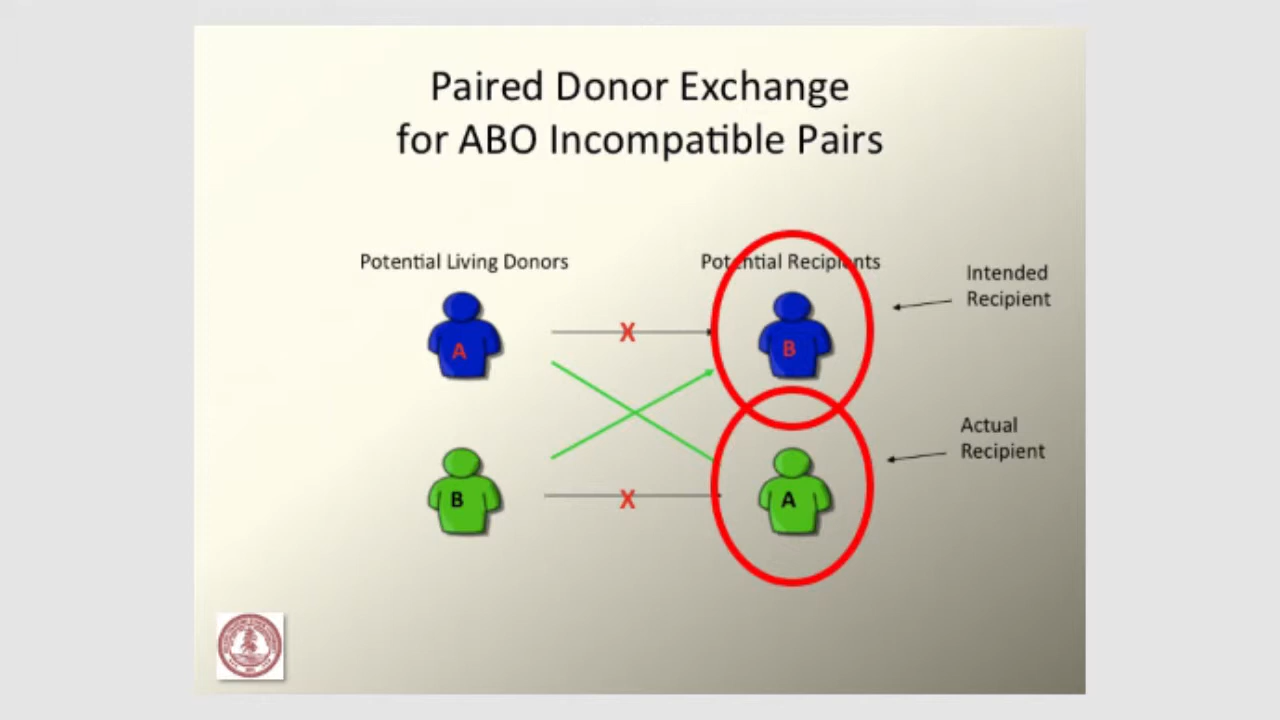 Paired Donor Exchange
for ABO Incompatible Pairs
Potential Living Donors
Potential Recipients
Intended
Recipient
A
X
B
Actual
Recipient
B
X
A